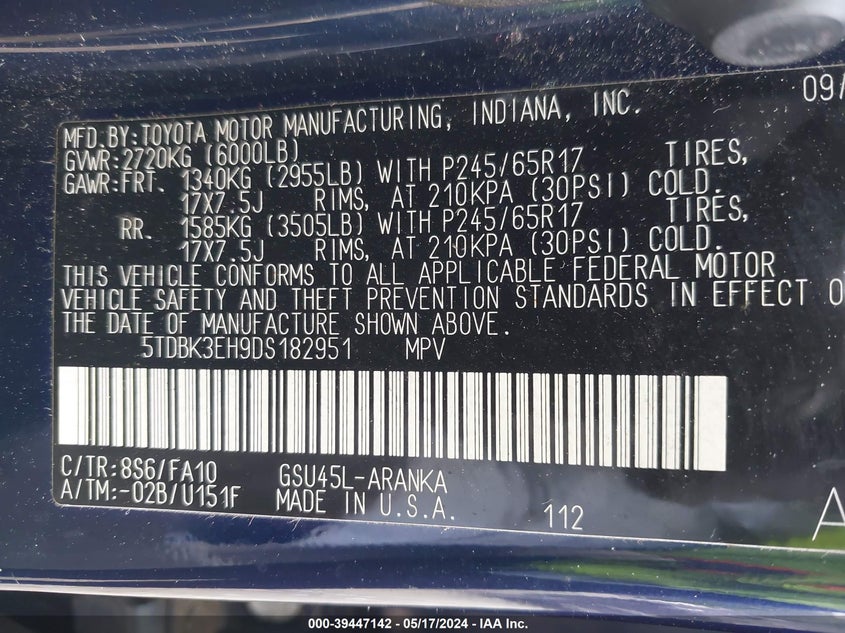 09/
MFD.BY:TOYOTA MOTOR MANUFACTURING, INDIANA, INC.
GVWR:2720KG (6000LB)
GAWR:FRT. 1340KG (2955LB) WITH P245/65R17 TIRES,
17X7.5J RIMS, AT 210KPA (30PSI) COLD.
RR. 1585KG (3505LB) WITH P245/65R17 TIRES,
17X7.5J RIMS, AT 210KPA (30PSI) COLD.
THIS VEHICLE CONFORMS TO ALL APPLICABLE FEDERAL MOTOR
VEHICLE SAFETY AND THEFT PREVENTION STANDARDS IN EFFECT O
THE DATE OF MANUFACTURE SHOWN ABOVE.
5TDBK3EH9DS182951 MPV
C/TR:8S6/FA10 GSU45L-ARANKA
A/TM:-02B/U151F MADE IN U.S.A. 112
A
000-39447142 - 05/17/2024 - IAA Inc.